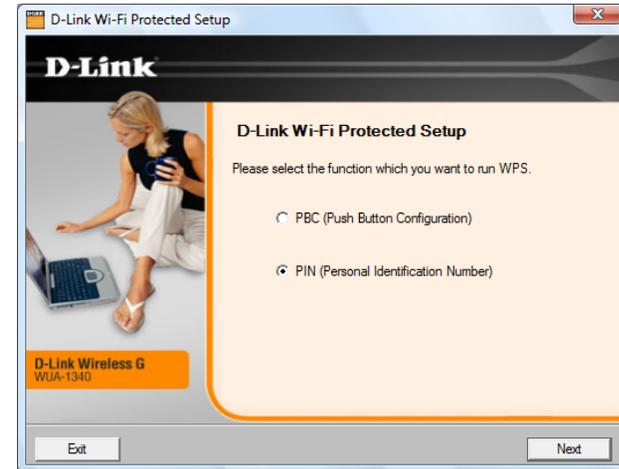 D-Link Wi-Fi Protected Setup
D-Link
D-Link Wi-Fi Protected Setup
Please select the function which you want to run WPS.
PBC (Push Button Configuration)
PIN (Personal Identification Number)
D-Link Wireless G
WUA-1340
Exit
Next